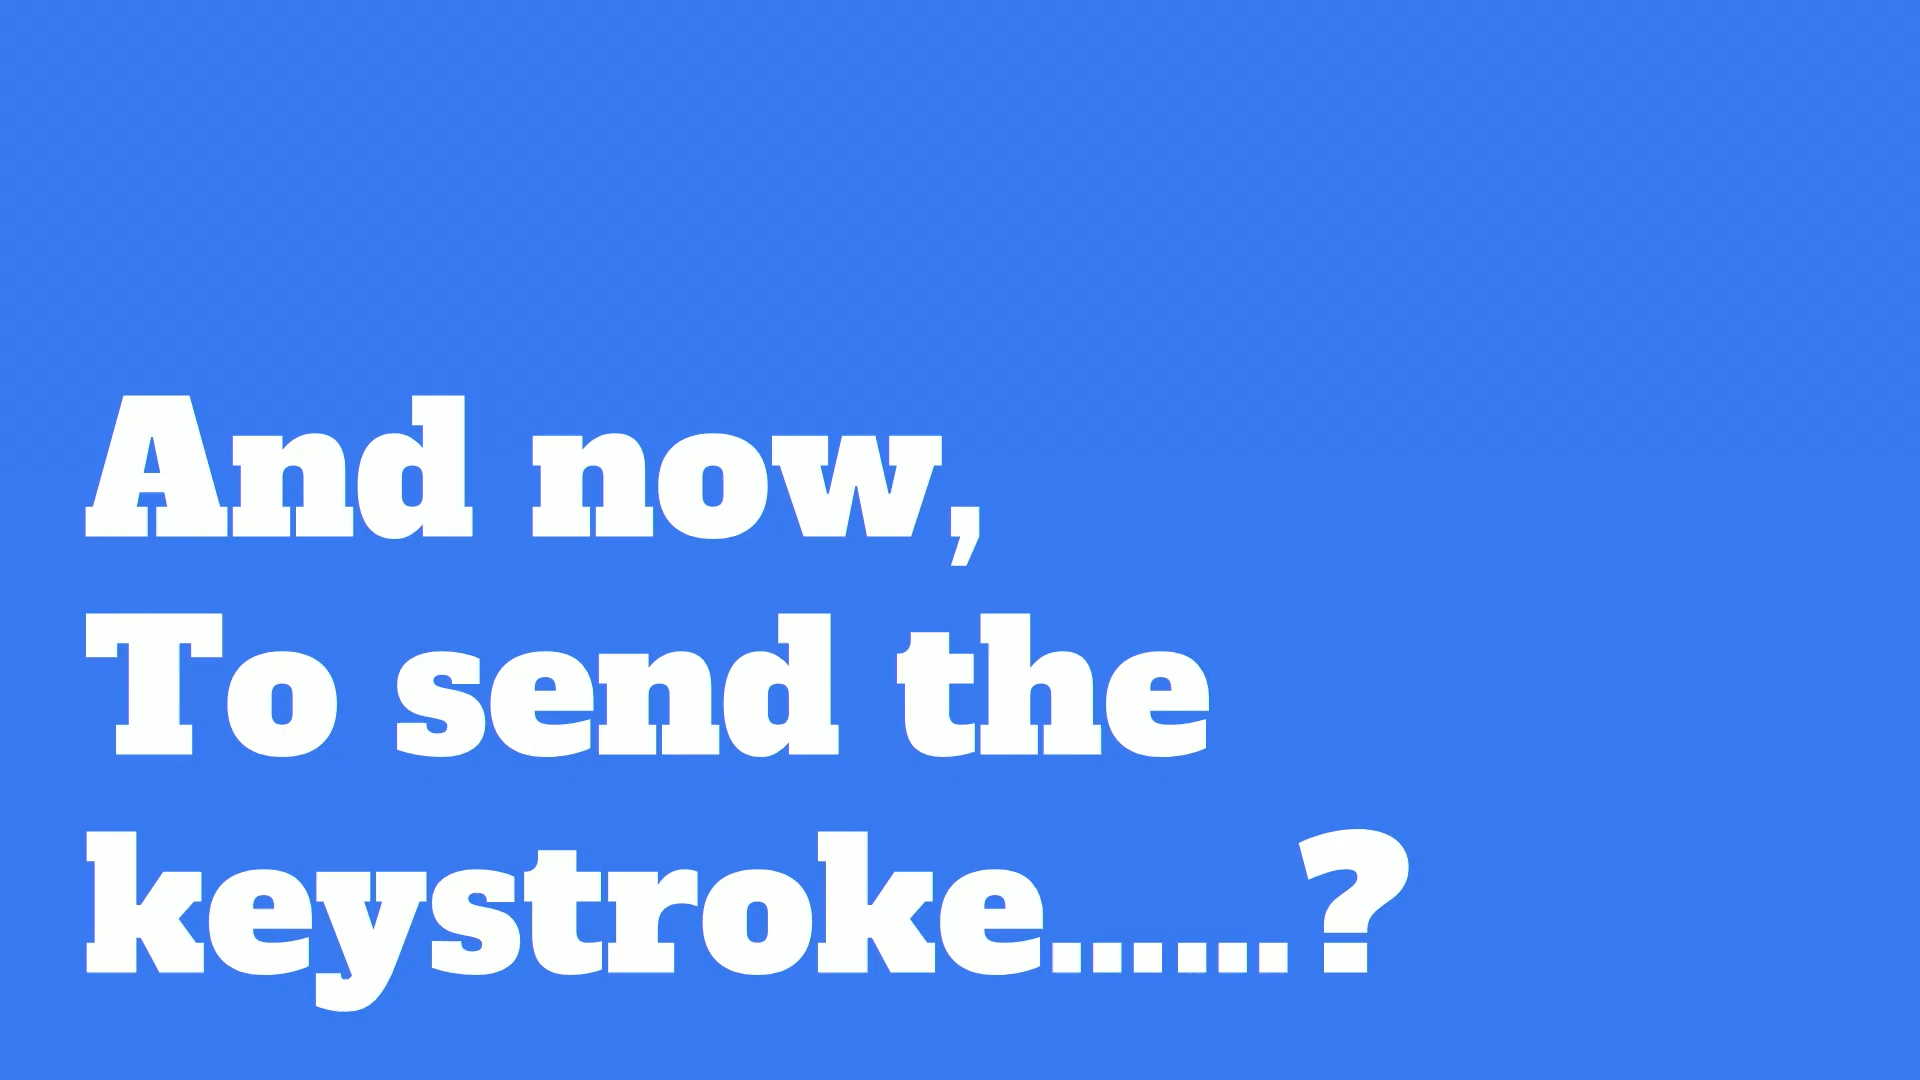 And now,
To send the
keystroke......?